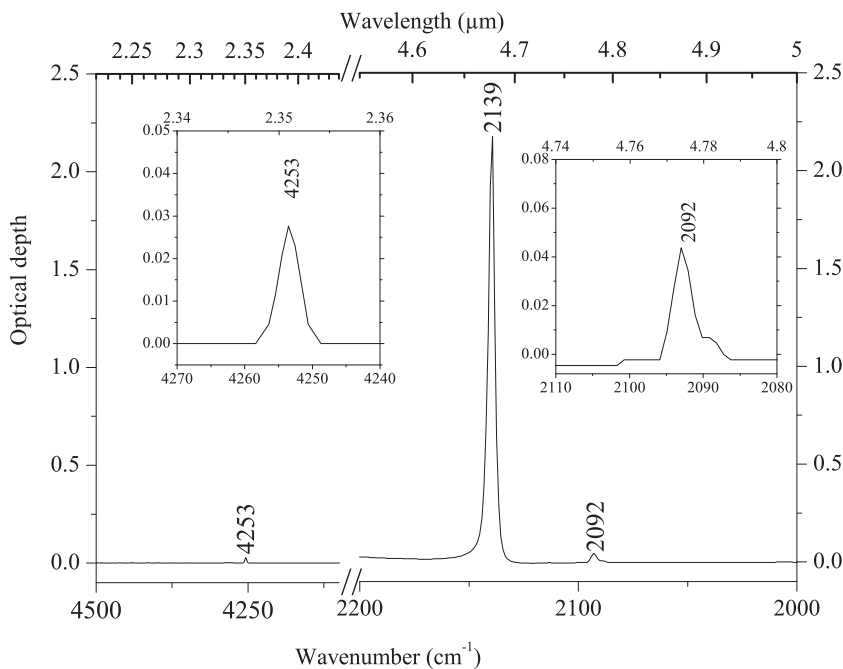 Wavelength (µm)
2.25 2.3 2.35 2.4 4.6 4.7 4.8 4.9 5
2.5 2.5
2139
2.34 2.351 2.36
0.05
4.74 4.76 4.78 4.8
0.08
4253
0.04
2.0 2.0
0.06
2092
0.03
Optical depth
1.5 0.04 1.5
0.02
0.02
0.01
0.00 0.00
1.0 1.0
4270 4260 4250 4240 2110 2100 2090 2080
0.5 0.5
4253 2092
0.0 0.0
4500 4250 2200 2100 2000
Wavenumber (cm-1)